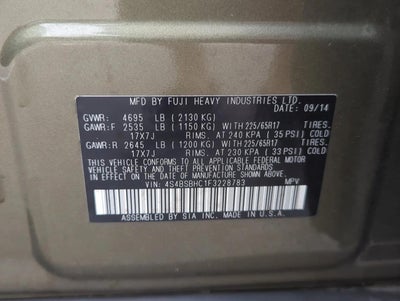 MFD BY FUJI HEAVY INDUSTRIES LTD.
DATE 09/14
GVWR: 4695 LB (2130 KG)
GAWR:F 2535 LB (1150 KG) WITH 225/65R17 TIRES.
17X7J RIMS. AT 240 KPA (35 PSI) COLD
GAWR:R 2645 LB (1200 KG) WITH 225/65R17 TIRES.
17X7J RIMS. AT 230 KPA (33 PSI) COLD
THIS VEHICLE CONFORMS TO ALL APPLICABLE FEDERAL MOTOR
VEHICLE SAFETY AND THEFT PREVENTION STANDARDS IN EFFECT
ON THE DATE OF MANUFACTURE SHOWN ABOVE.
VIN: 4S4BSBHC1F3228783 MPV
ASSEMBLED BY SIA INC. MADE IN U.S.A.